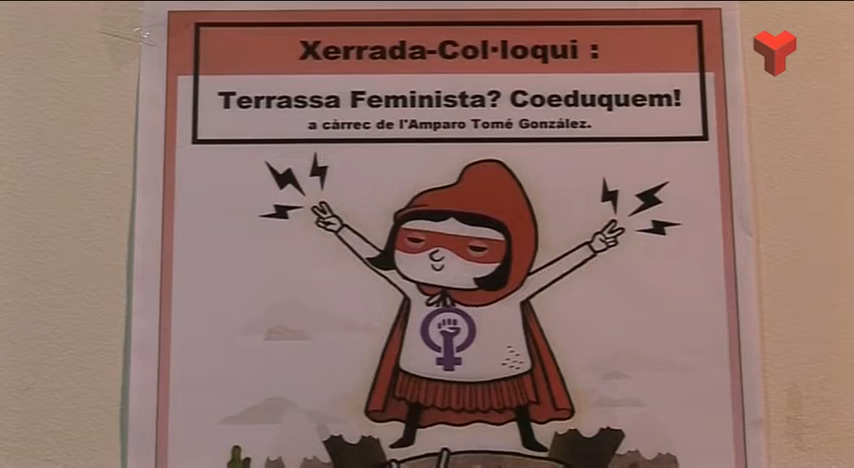 Xerrada-Col·loqui :
Terrassa Feminista? Coeduquem!
a càrrec de l'Amparo Tomé González.